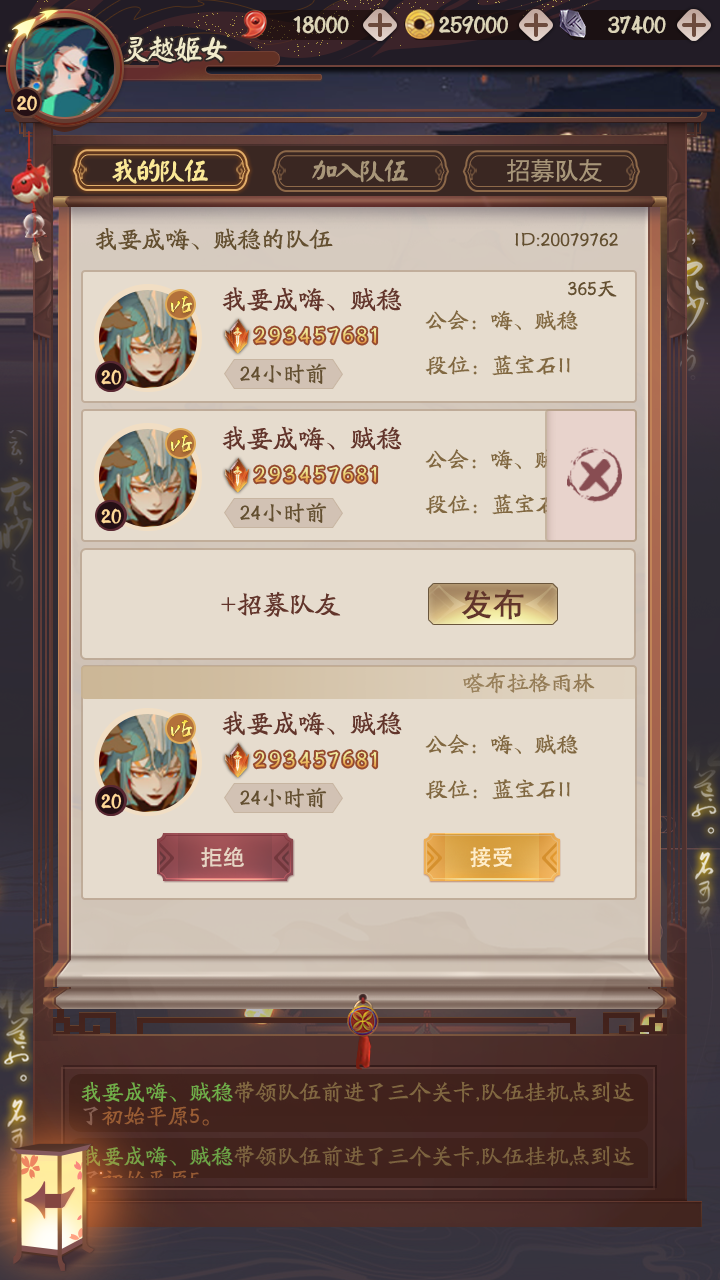 18000 259000 37400
灵越姬女
20
我的队伍 加入队伍 招募队友
我要成嗨、贼稳的队伍 ID:20079762
我要成嗨、贼稳 365天
293457681 公会：嗨、贼稳
24小时前 段位：蓝宝石II
20
我要成嗨、贼稳
293457681 公会：嗨、
24小时前 段位：蓝宝
20
+招募队友 发布
嗒布拉格雨林
我要成嗨、贼稳
293457681 公会：嗨、贼稳
24小时前 段位：蓝宝石II
20
拒绝 接受
我要成嗨、贼稳带领队伍前进了三个关卡,队伍挂机点到达
了初始平原5。
我要成嗨、贼稳带领队伍前进了三个关卡,队伍挂机点到达